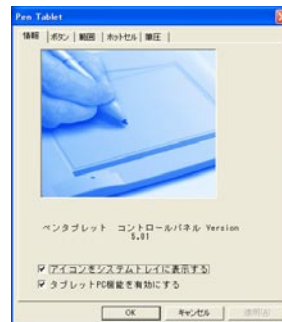 Pen Tablet
情報 ボタン 範囲 ホットセル 筆圧
ペンタブレット コントロールパネル Version
5.01
アイコンをシステムトレイに表示する
タブレットPC機能を有効にする
OK キャンセル 適用(A)